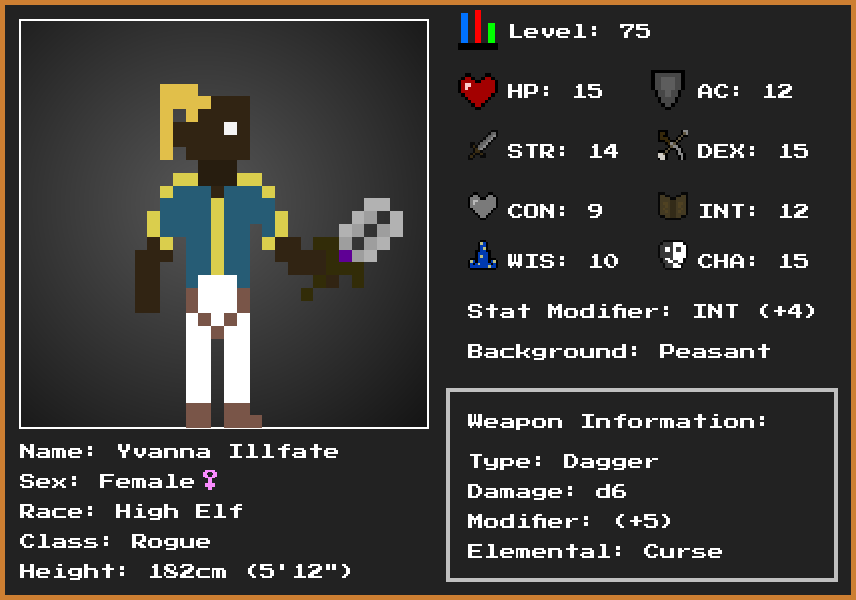 Level: 75
HP: 15
AC: 12
STR: 14
DEX: 15
CON: 9
INT: 12
WIS: 10
CHA: 15
Stat Modifier: INT (+4)
Background: Peasant
Weapon Information:
Type: Dagger
Damage: d6
Modifier: (+5)
Elemental: Curse
Name: Yvanna Illfate
Sex: Female♀
Race: High Elf
Class: Rogue
Height: 182cm (5'12")